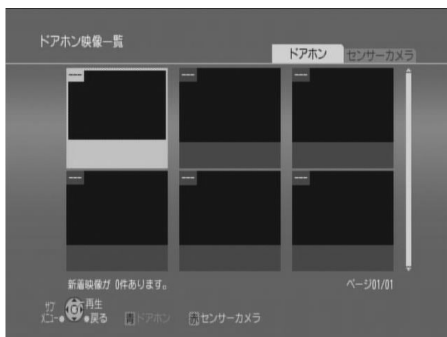 ドアホン映像一覧
ドアホン センサーカメラ
--- --- ---
--- --- ---
新着映像が 0件あります。 ページ01/01
サブメニュー 再生
戻る 青 ドアホン 赤 センサーカメラ